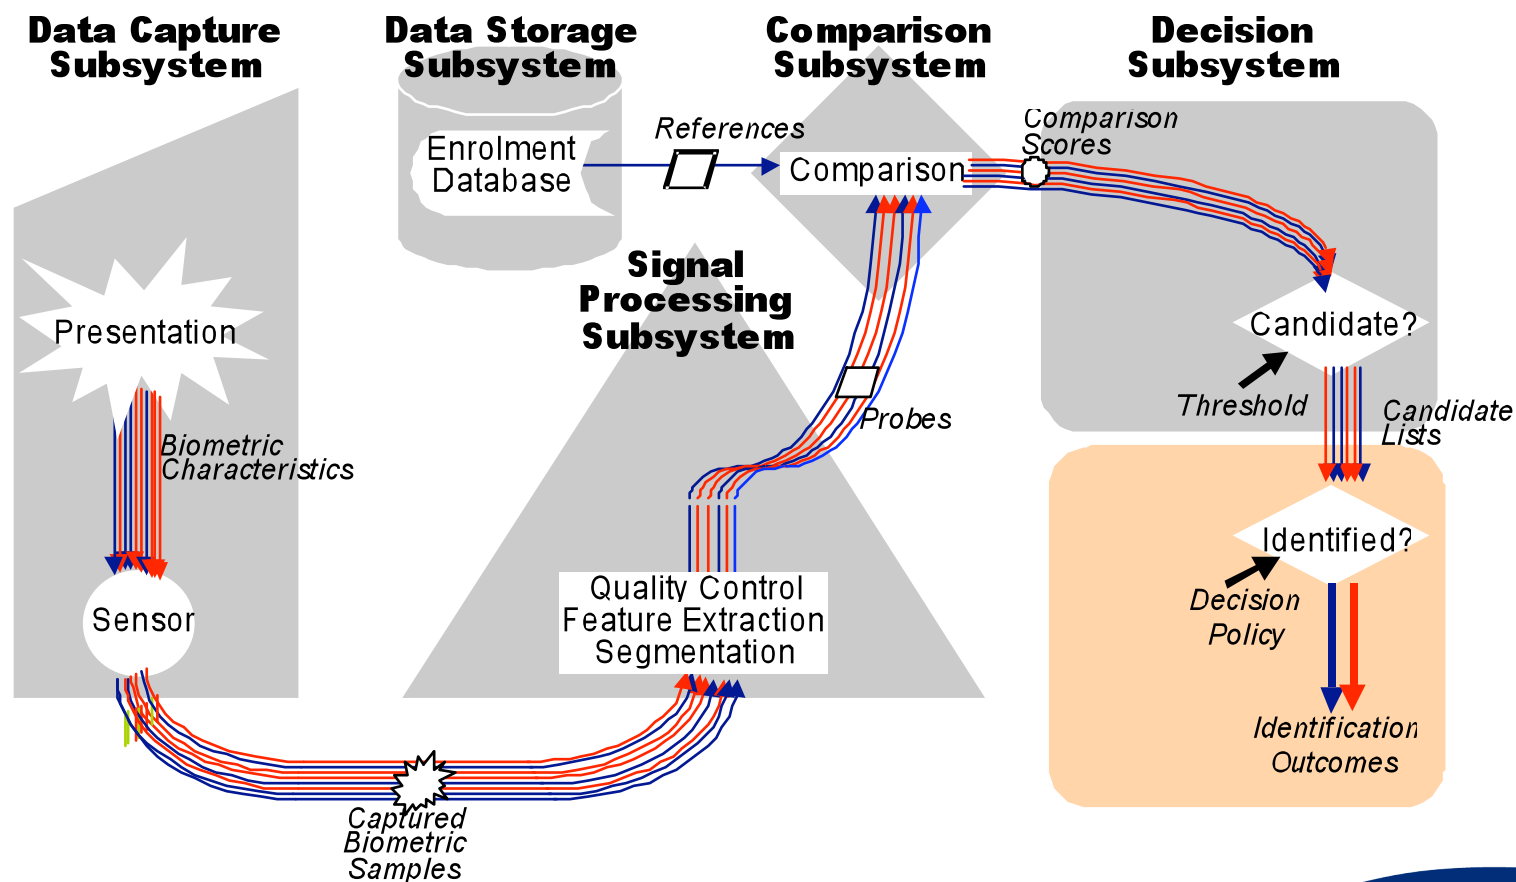 Data Capture
Subsystem
Data Storage
Subsystem
Comparison
Subsystem
Decision
Subsystem
References
Enrolment
Database
Comparison
Comparison
Scores
Signal
Processing
Subsystem
Presentation
Candidate?
Threshold
Candidate
Lists
Probes
Biometric
Characteristics
Identified?
Decision
Policy
Sensor
Quality Control
Feature Extraction
Segmentation
Identification
Outcomes
Captured
Biometric
Samples